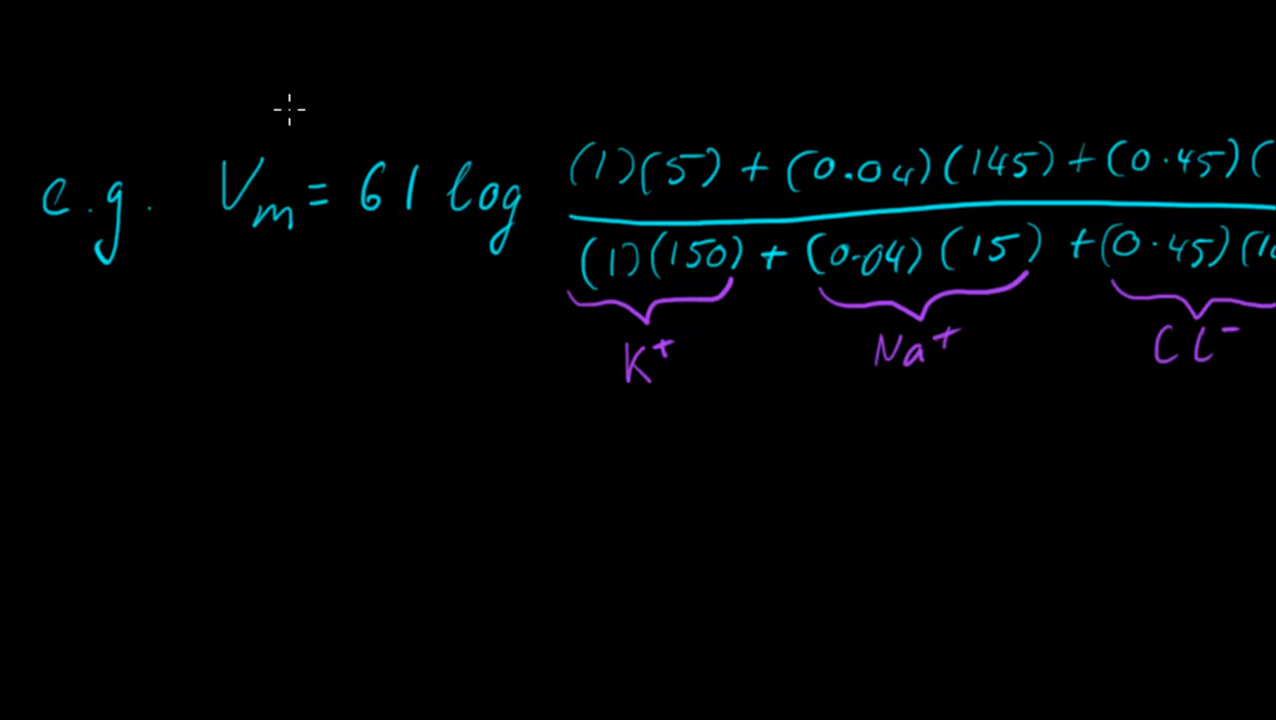 e.g. Vm = 61 log (1)(5) + (0.04)(145) + (0.45)(
(1)(150) + (0.04)(15) + (0.45)(
K+ Na+ Cl-